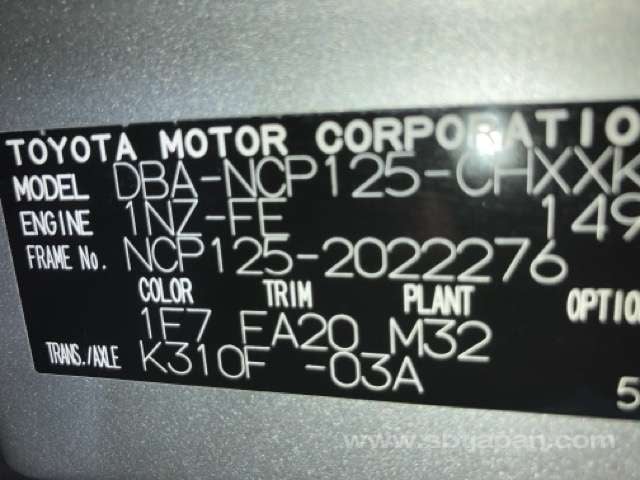 TOYOTA MOTOR CORPORATIO
MODEL DBA-NCP125-CHXXK
ENGINE 1NZ-FE 149
FRAME No. NCP125-2022276
COLOR TRIM PLANT OPTIO
1F7 FA20 M32
TRANS./AXLE K310F -03A
5
www.sbtjapan.com